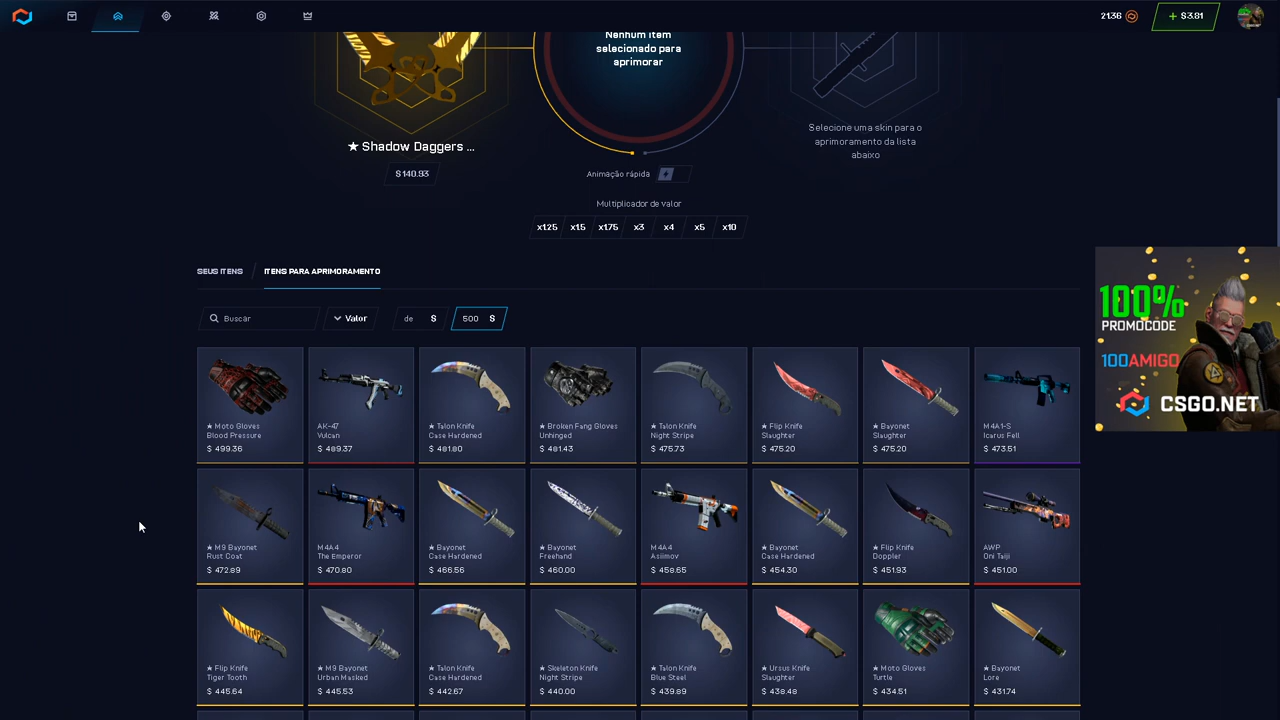 21.36
+ $3.81
Nenhum item
selecionado para
aprimorar
★ Shadow Daggers ...
$ 140.93
Selecione uma skin para o
aprimoramento da lista
abaixo
Animação rápida
Multiplicador de valor
x1.25 x1.5 x1.75 x3 x4 x5 x10
SEUS ITENS / ITENS PARA APRIMORAMENTO
Buscar Valor de $ 500 $
★ Moto Gloves
Blood Pressure
$ 499.36
AK-47
Vulcan
$ 489.37
★ Talon Knife
Case Hardened
$ 481.80
★ Broken Fang Gloves
Unhinged
$ 481.43
★ Talon Knife
Night Stripe
$ 475.73
★ Flip Knife
Slaughter
$ 475.20
★ Bayonet
Slaughter
$ 475.20
M4A1-S
Icarus Fell
$ 473.51
★ M9 Bayonet
Rust Coat
$ 472.89
M4A4
The Emperor
$ 470.80
★ Bayonet
Case Hardened
$ 466.56
★ Bayonet
Freehand
$ 460.00
M4A4
Asiimov
$ 458.65
★ Bayonet
Case Hardened
$ 454.30
★ Flip Knife
Doppler
$ 451.93
AWP
Oni Taiji
$ 451.00
★ Flip Knife
Tiger Tooth
$ 445.64
★ M9 Bayonet
Urban Masked
$ 445.53
★ Talon Knife
Case Hardened
$ 442.67
★ Skeleton Knife
Night Stripe
$ 440.00
★ Talon Knife
Blue Steel
$ 439.89
★ Ursus Knife
Slaughter
$ 438.48
★ Moto Gloves
Turtle
$ 434.51
★ Bayonet
Lore
$ 431.74
100%
PROMOCODE
100AMIGO
CSGO.NET